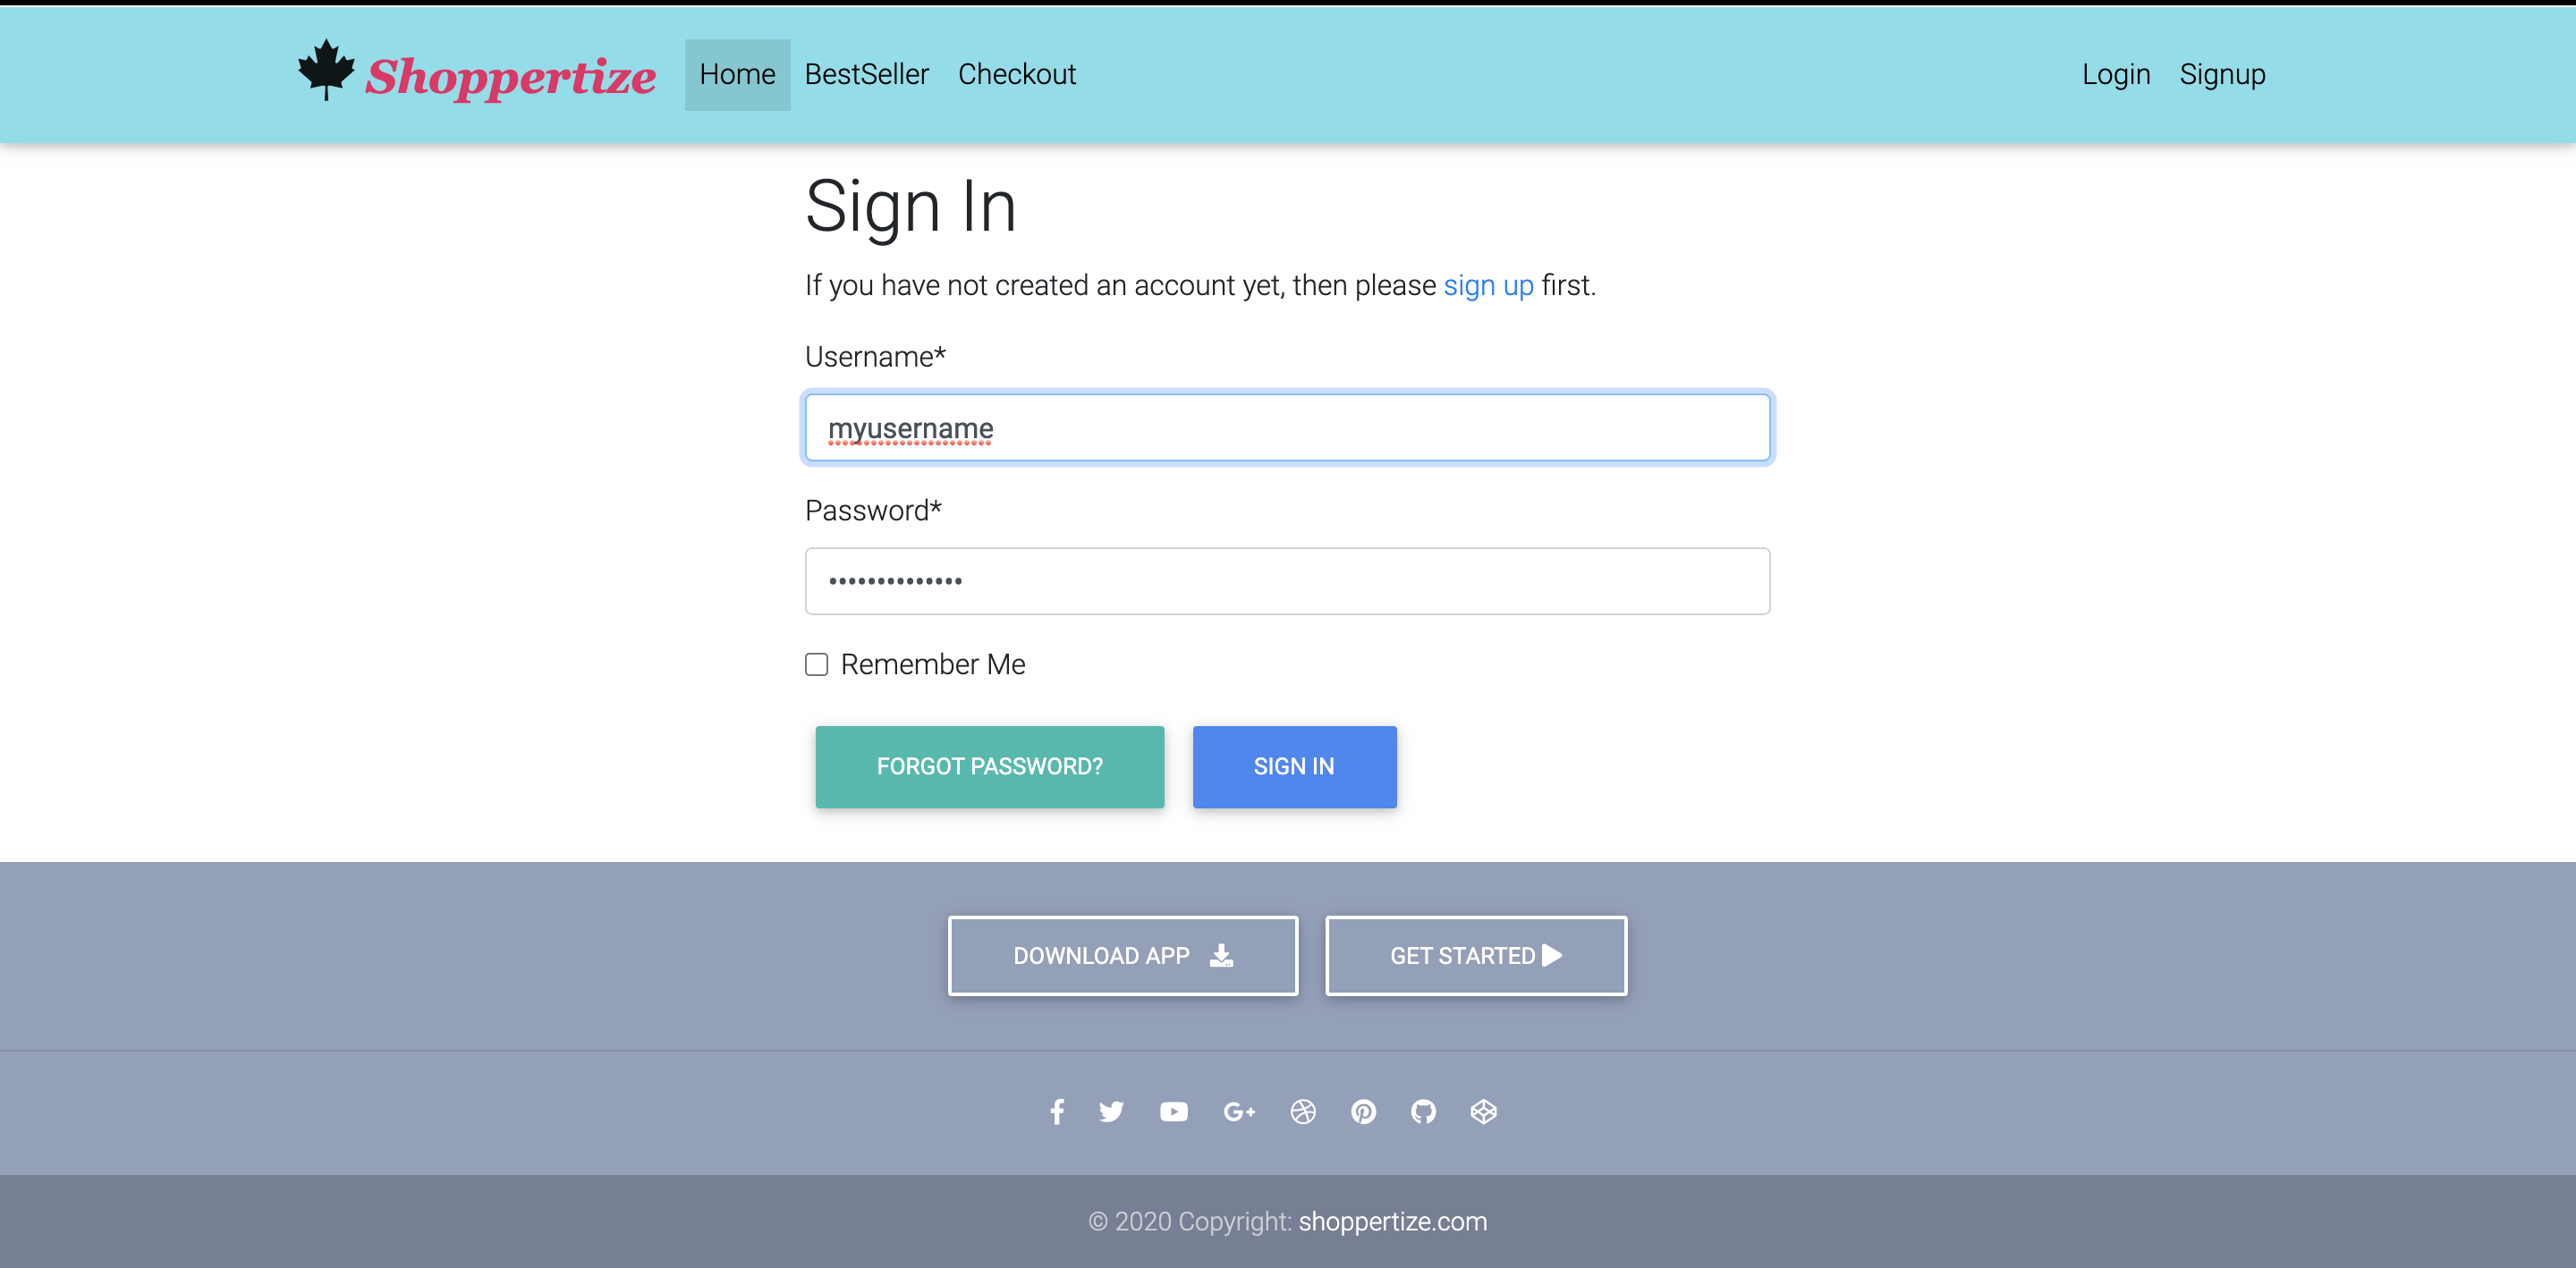 Shoppertize Home BestSeller Checkout Login Signup
Sign In
If you have not created an account yet, then please sign up first.
Username*
myusername
Password*
••••••••••••••
Remember Me
FORGOT PASSWORD? SIGN IN
DOWNLOAD APP GET STARTED
© 2020 Copyright: shoppertize.com